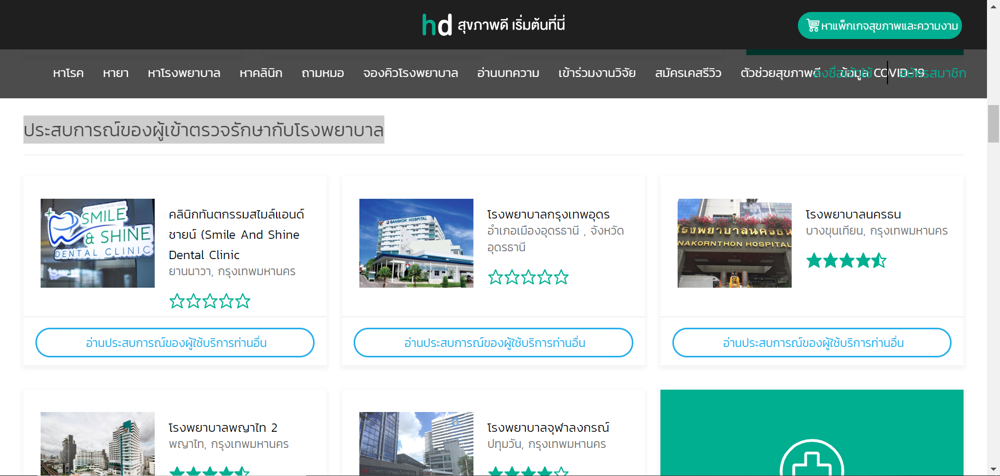 hd สุขภาพดี เริ่มต้นที่นี่
หาแพ็กเกจสุขภาพและความงาม
หาโรค หายา หาโรงพยาบาล หาคลินิก ถามหมอ จองคิวโรงพยาบาล อ่านบทความ เข้าร่วมงานวิจัย สมัครเคสรีวิว ตัวช่วยสุขภาพดี ข้อมูล COVID-19
ลงชื่อเข้าใช้ สมัครสมาชิก
ประสบการณ์ของผู้เข้าตรวจรักษากับโรงพยาบาล
SMILE
& SHINE
DENTAL CLINIC
คลินิกทันตกรรมสไมล์แอนด์
ชายน์ (Smile And Shine
Dental Clinic
ยานนาวา, กรุงเทพมหานคร
อ่านประสบการณ์ของผู้ใช้บริการท่านอื่น
BANGKOK HOSPITAL
โรงพยาบาลกรุงเทพอุดร
อำเภอเมืองอุดรธานี , จังหวัด
อุดรธานี
อ่านประสบการณ์ของผู้ใช้บริการท่านอื่น
โรงพยาบาลนครธน
NAKORNTHON HOSPITAL
โรงพยาบาลนครธน
บางขุนเทียน, กรุงเทพมหานคร
อ่านประสบการณ์ของผู้ใช้บริการท่านอื่น
โรงพยาบาลพญาไท 2
พญาไท, กรุงเทพมหานคร
โรงพยาบาลจุฬาลงกรณ์
ปทุมวัน, กรุงเทพมหานคร